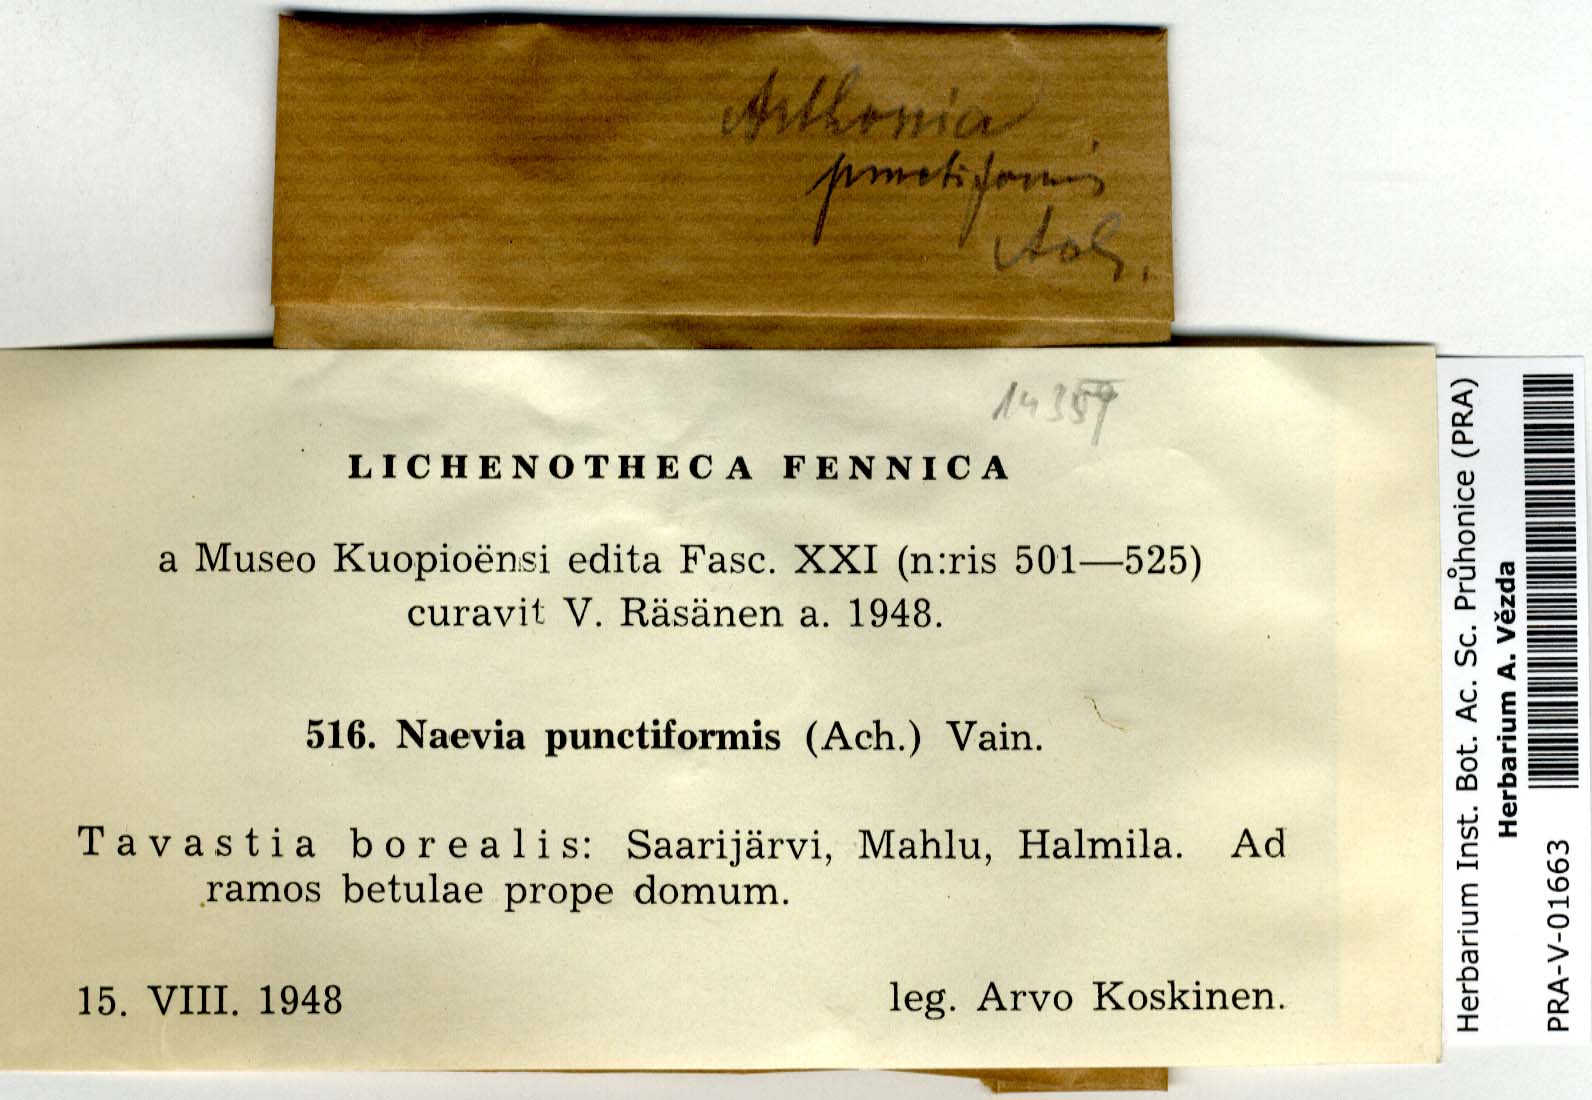 Arthonia
punctiformis
Ach.
LICHENOTHECA FENNICA
a Museo Kuopioënsi edita Fasc. XXI (n:ris 501—525)
curavit V. Räsänen a. 1948.
516. Naevia punctiformis (Ach.) Vain.
Tavastia borealis: Saarijärvi, Mahlu, Halmila. Ad
ramos betulae prope domum.
15. VIII. 1948 leg. Arvo Koskinen.
Herbarium Inst. Bot. Ac. Sc. Průhonice (PRA)
Herbarium A. Vězda
PRA-V-01663